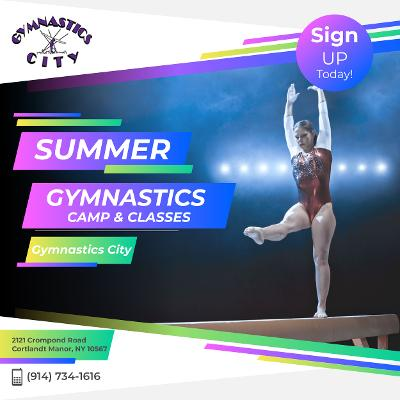 GYMNASTICS
CITY
Sign
UP
Today!
SUMMER
GYMNASTICS
CAMP & CLASSES
Gymnastics City
2121 Crompond Road
Cortlandt Manor, NY 10567
(914) 734-1616